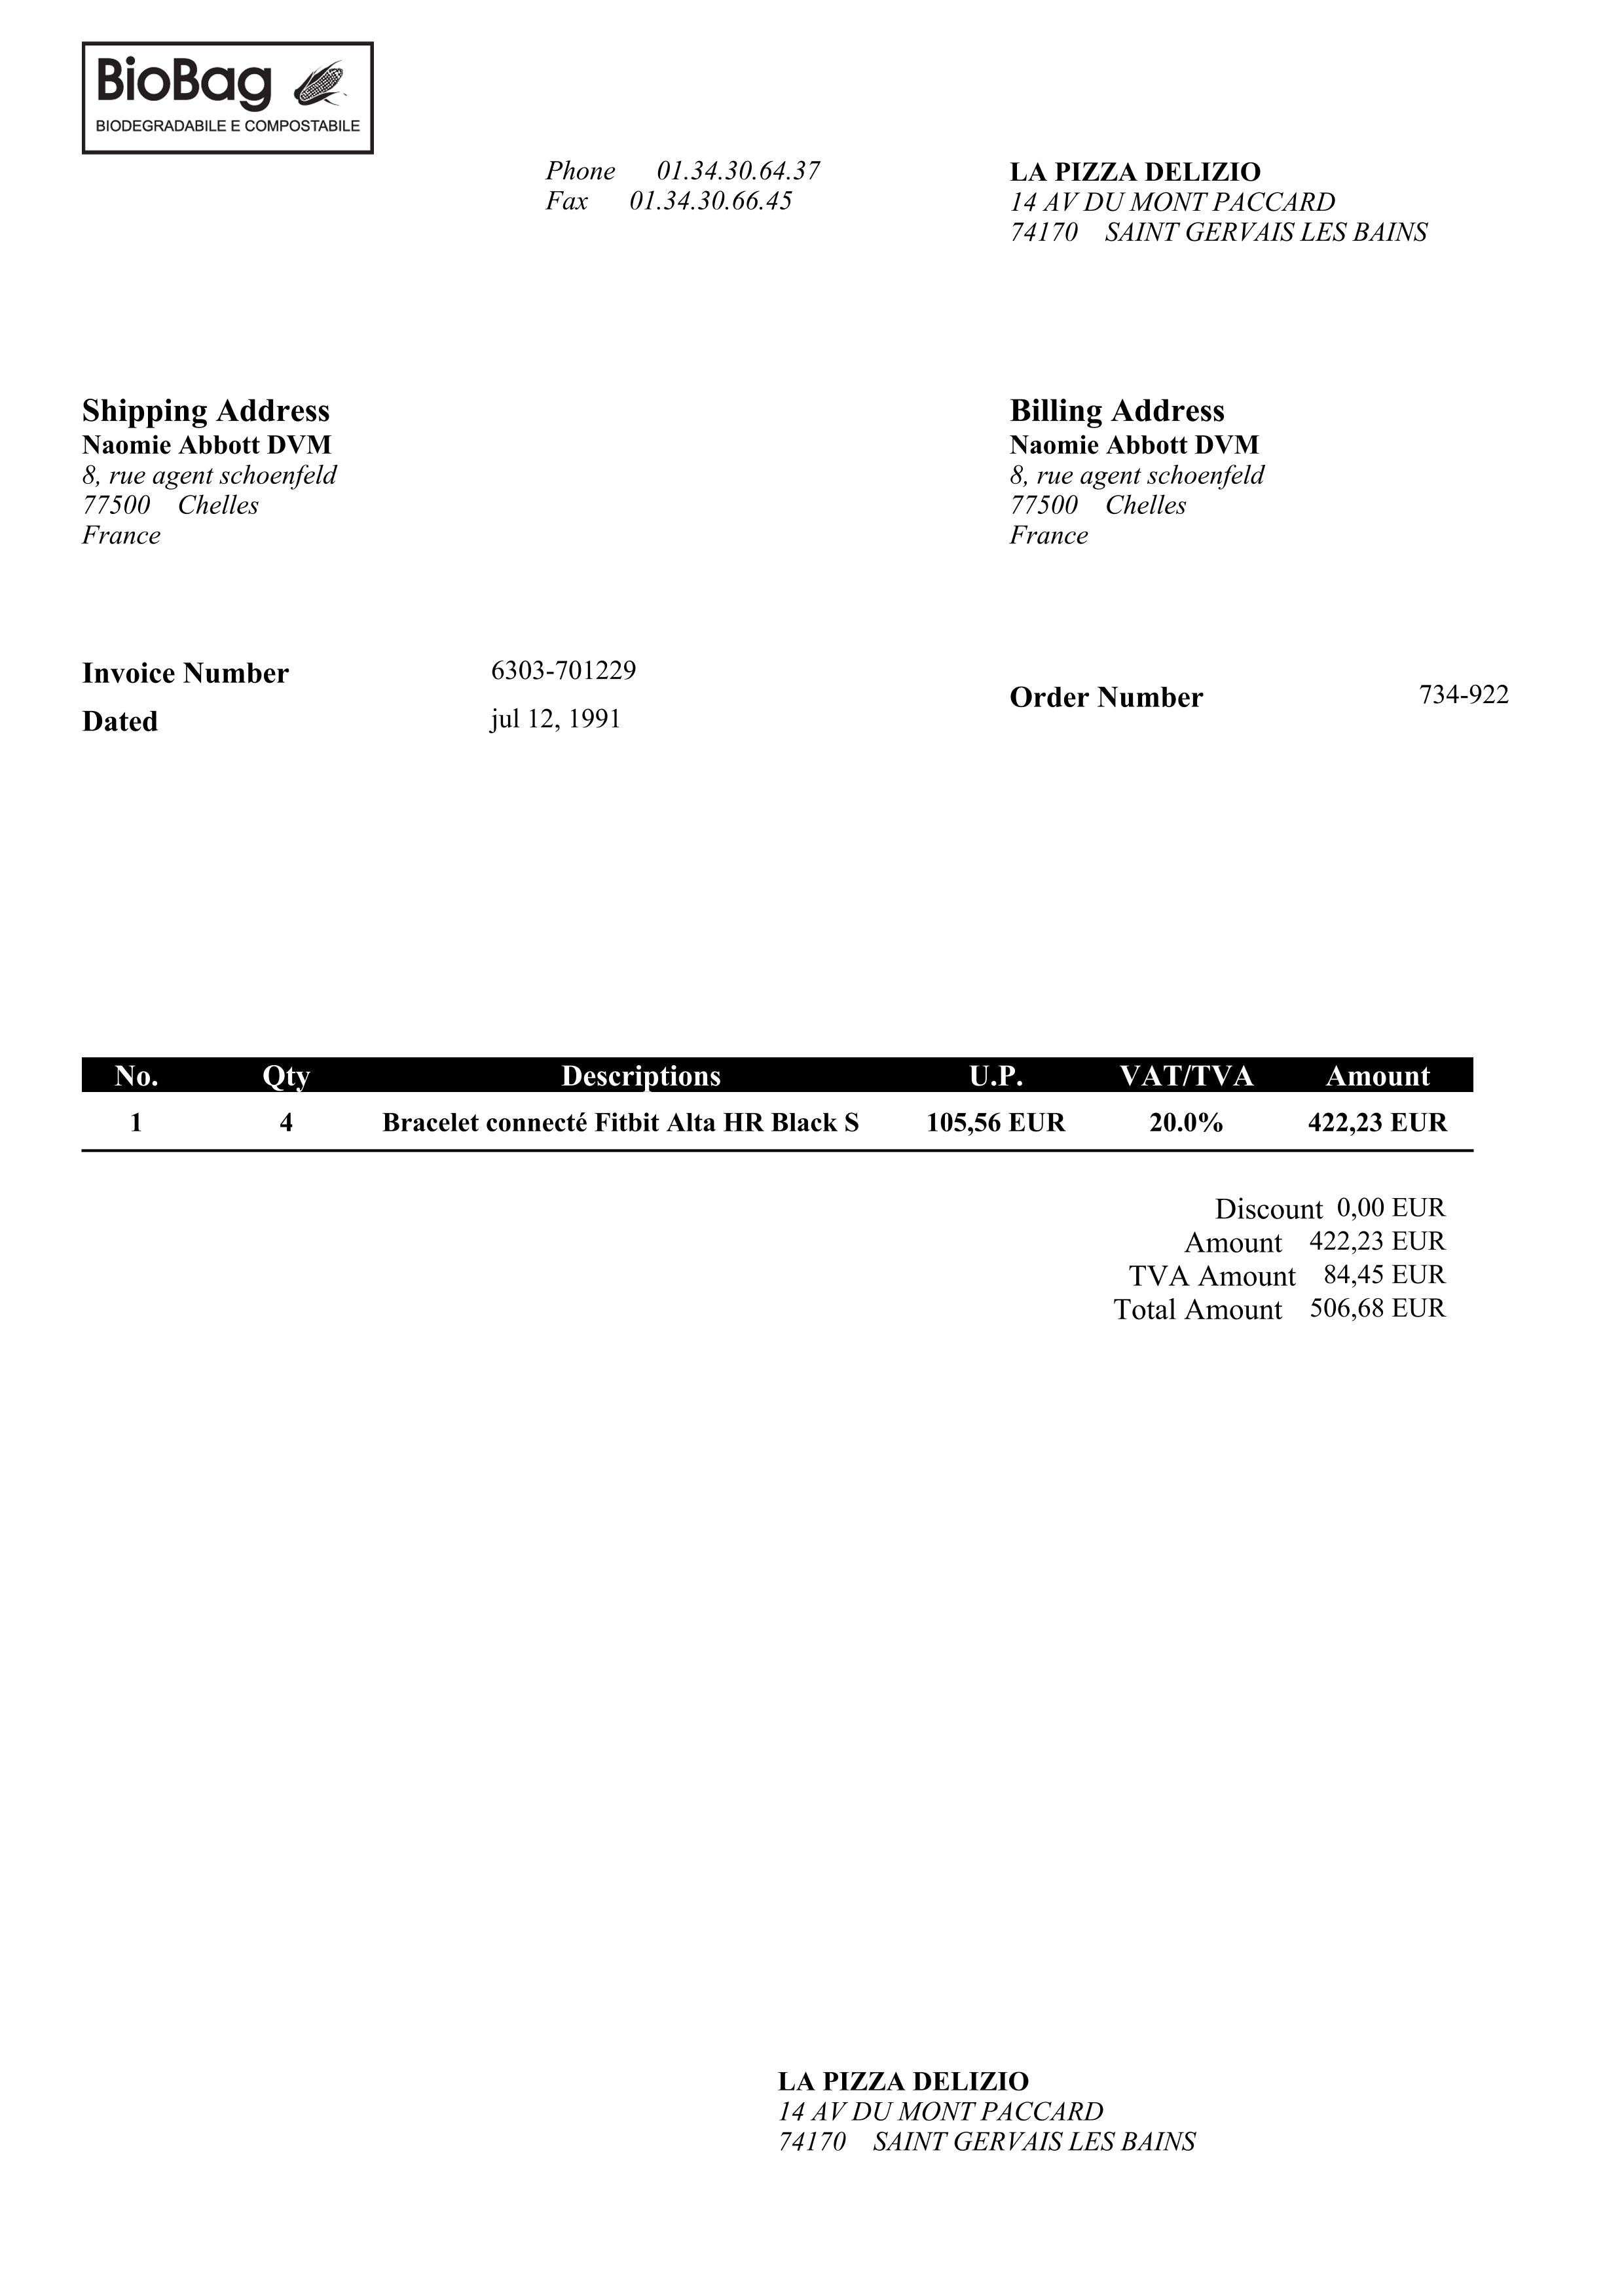 BioBag
BIODEGRADABILE E COMPOSTABILE
Phone 01.34.30.64.37
Fax 01.34.30.66.45
LA PIZZA DELIZIO
14 AV DU MONT PACCARD
74170 SAINT GERVAIS LES BAINS
Shipping Address
Naomie Abbott DVM
8, rue agent schoenfeld
77500 Chelles
France
Billing Address
Naomie Abbott DVM
8, rue agent schoenfeld
77500 Chelles
France
Invoice Number 6303-701229
Dated jul 12, 1991
Order Number 734-922
No. Qty Descriptions U.P. VAT/TVA Amount
1 4 Bracelet connecté Fitbit Alta HR Black S 105,56 EUR 20.0% 422,23 EUR
Discount 0,00 EUR
Amount 422,23 EUR
TVA Amount 84,45 EUR
Total Amount 506,68 EUR
LA PIZZA DELIZIO
14 AV DU MONT PACCARD
74170 SAINT GERVAIS LES BAINS